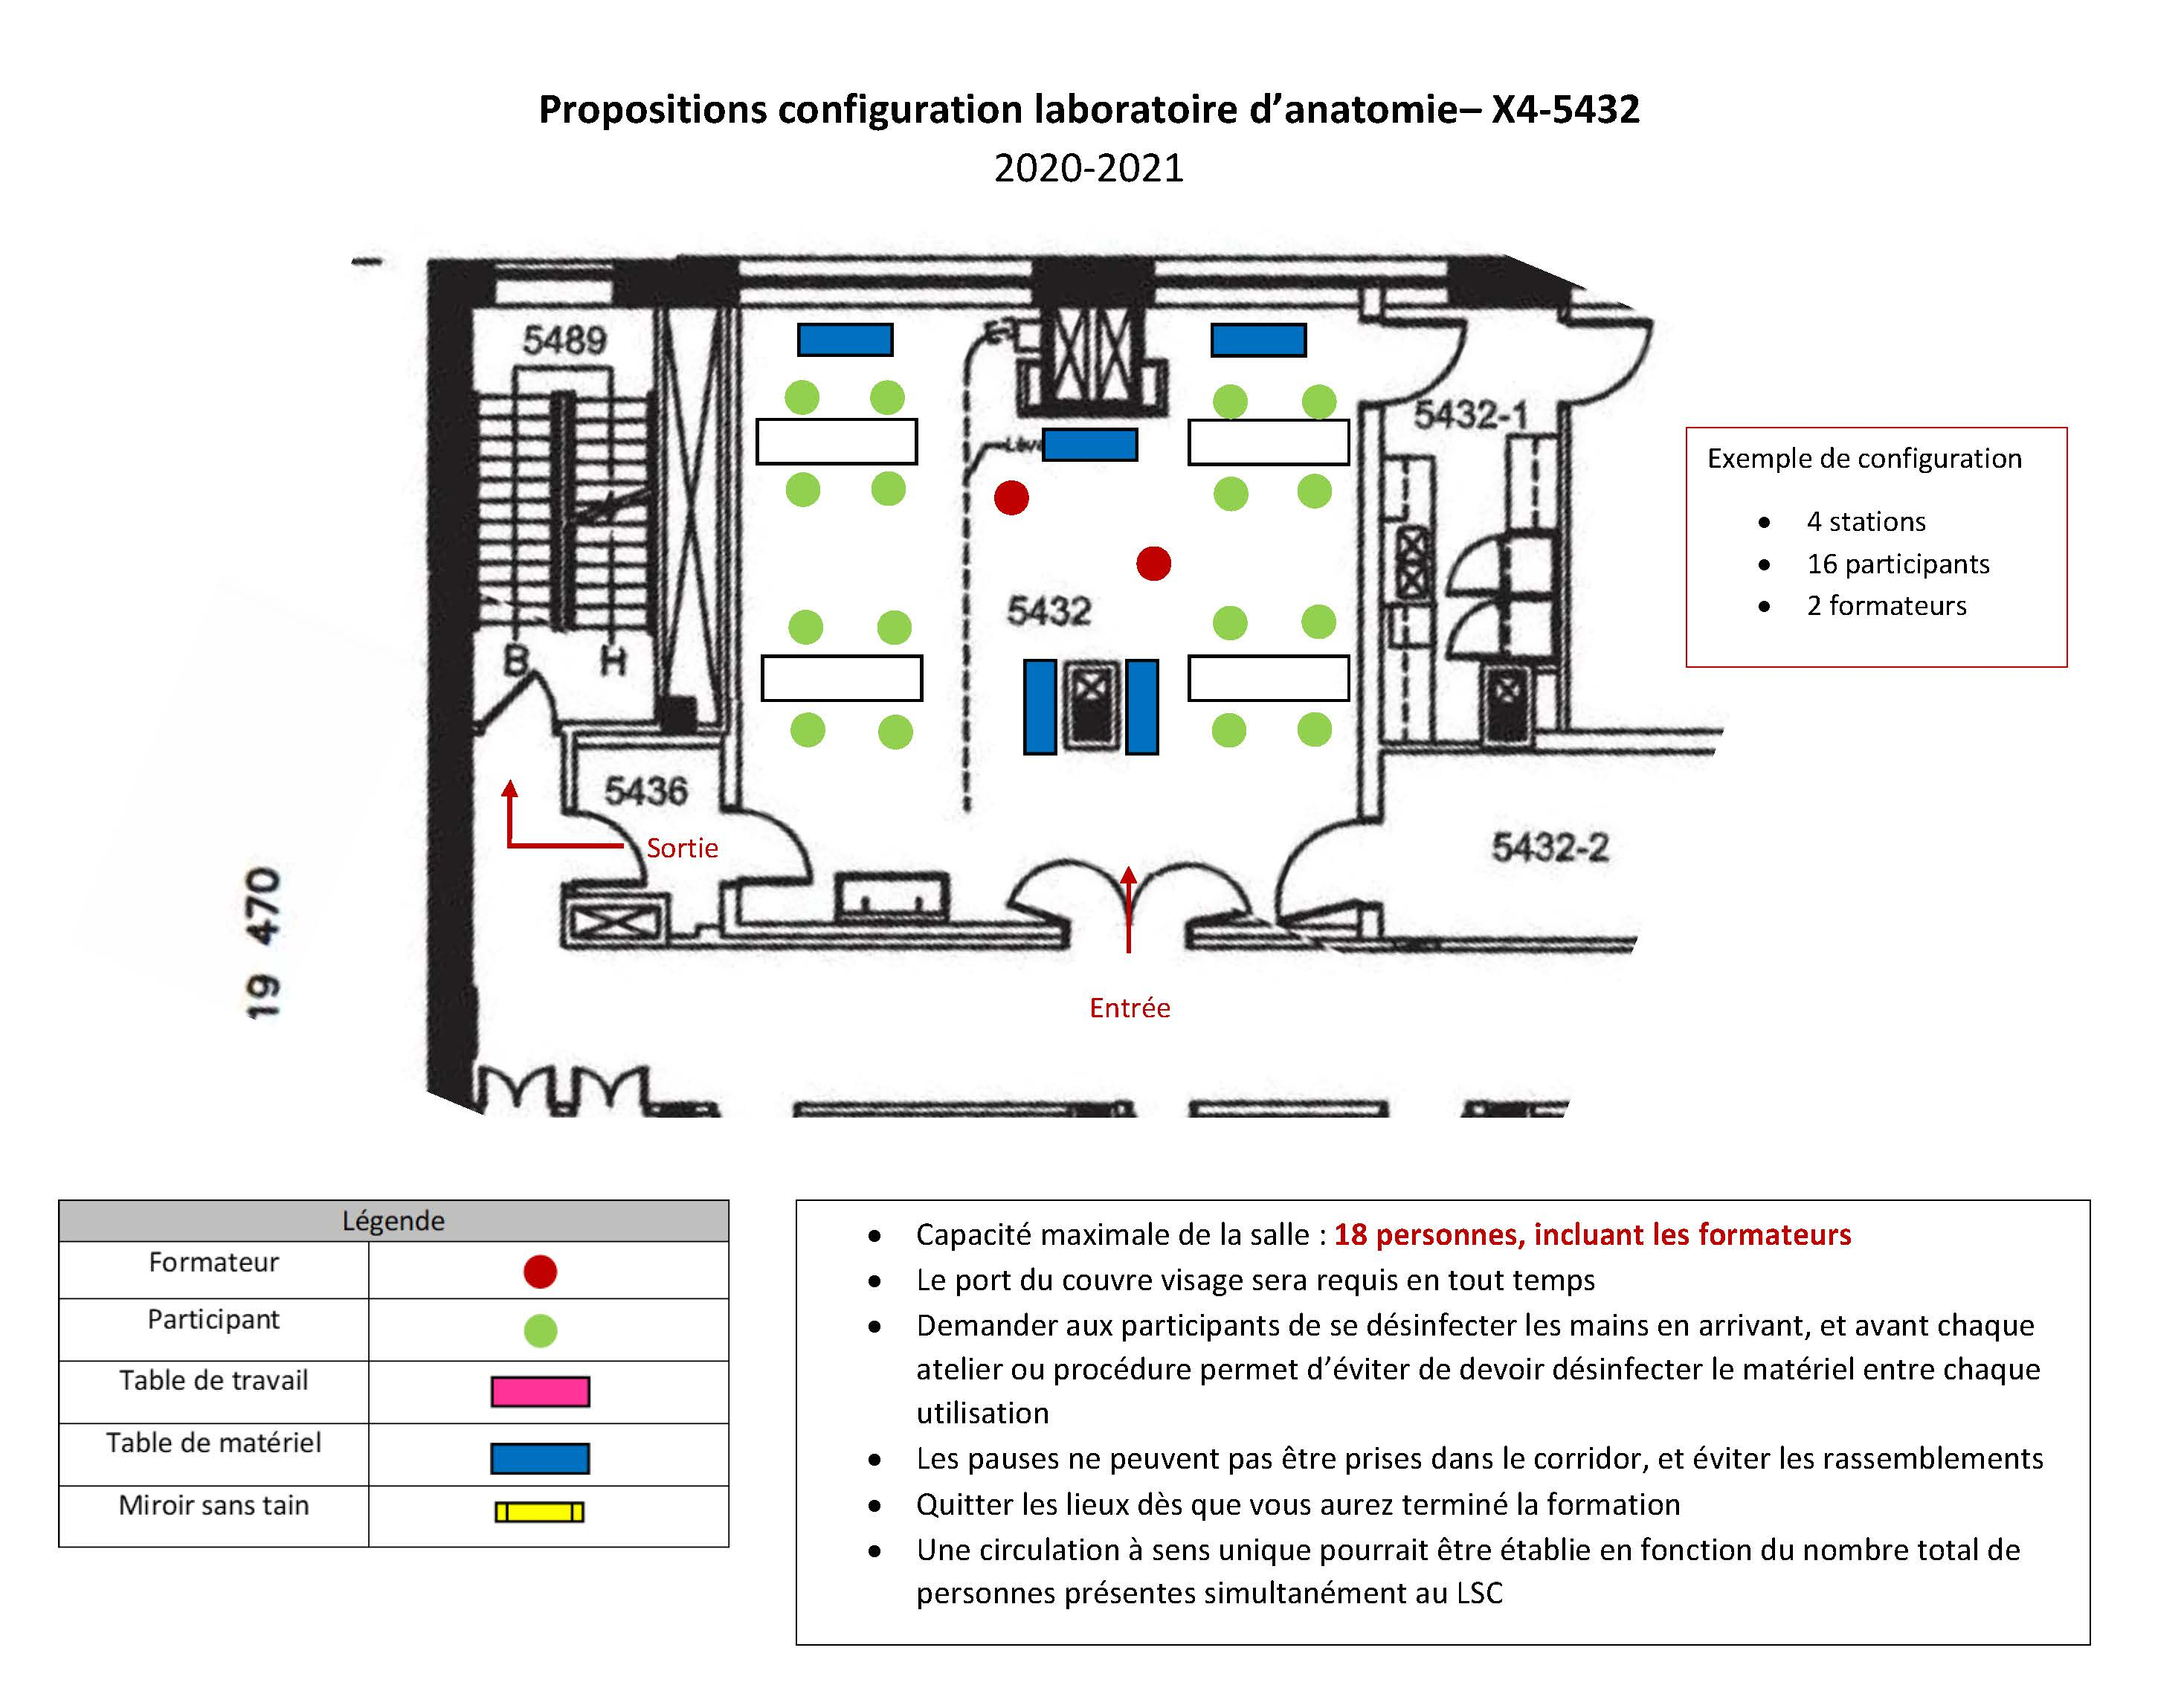 Propositions configuration laboratoire d’anatomie– X4-5432
2020-2021
5489
5432-1
Exemple de configuration
• 4 stations
• 16 participants
• 2 formateurs
5432
B H
5436
Sortie
5432-2
19 470
Entrée
Légende
Formateur
Participant
Table de travail
Table de matériel
Miroir sans tain
• Capacité maximale de la salle : 18 personnes, incluant les formateurs
• Le port du couvre visage sera requis en tout temps
• Demander aux participants de se désinfecter les mains en arrivant, et avant chaque
atelier ou procédure permet d’éviter de devoir désinfecter le matériel entre chaque
utilisation
• Les pauses ne peuvent pas être prises dans le corridor, et éviter les rassemblements
• Quitter les lieux dès que vous aurez terminé la formation
• Une circulation à sens unique pourrait être établie en fonction du nombre total de
personnes présentes simultanément au LSC